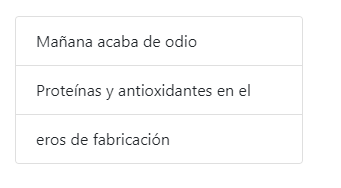 Mañana acaba de odio
Proteínas y antioxidantes en el
eros de fabricación